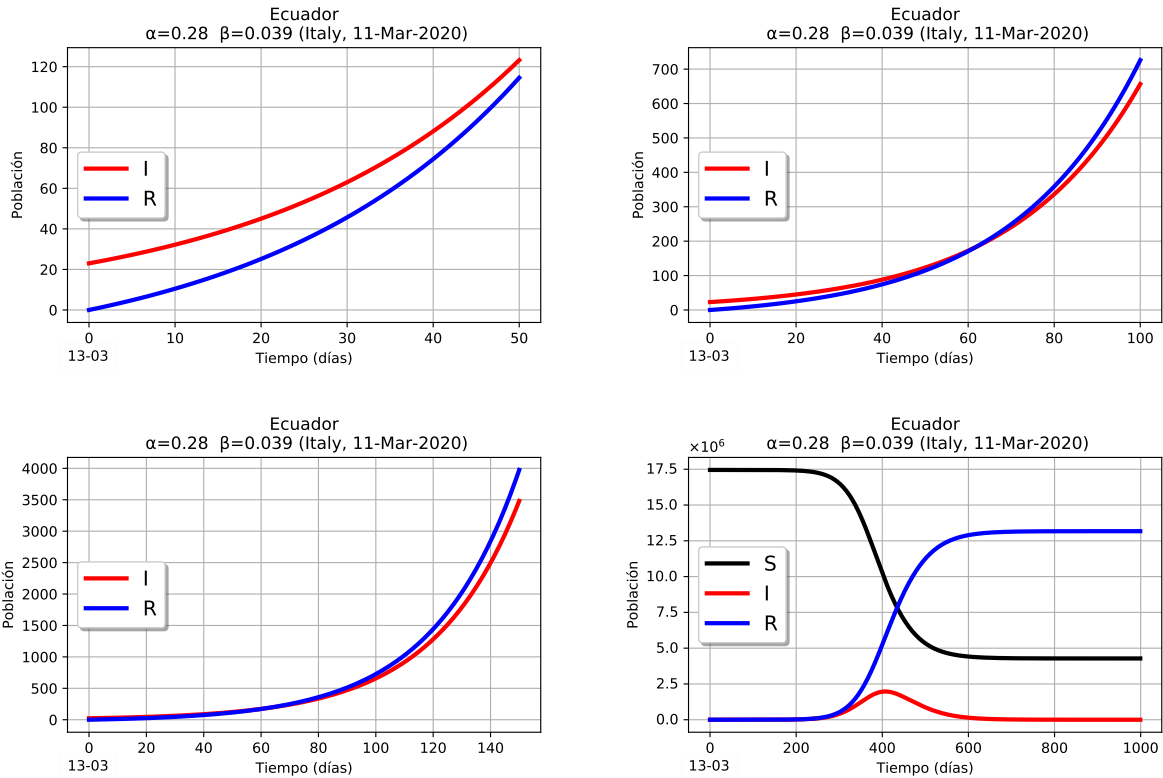 Ecuador
α=0.28 β=0.039 (Italy, 11-Mar-2020)
120
100
80
60
40
20
0
Población
I
R
0 10 20 30 40 50
13-03
Tiempo (días)
Ecuador
α=0.28 β=0.039 (Italy, 11-Mar-2020)
700
600
500
400
300
200
100
0
Población
I
R
0 20 40 60 80 100
13-03
Tiempo (días)
Ecuador
α=0.28 β=0.039 (Italy, 11-Mar-2020)
4000
3500
3000
2500
2000
1500
1000
500
0
Población
I
R
0 20 40 60 80 100 120 140
13-03
Tiempo (días)
Ecuador
×10⁶ α=0.28 β=0.039 (Italy, 11-Mar-2020)
17.5
15.0
12.5
10.0
7.5
5.0
2.5
0.0
Población
S
I
R
0 200 400 600 800 1000
13-03
Tiempo (días)